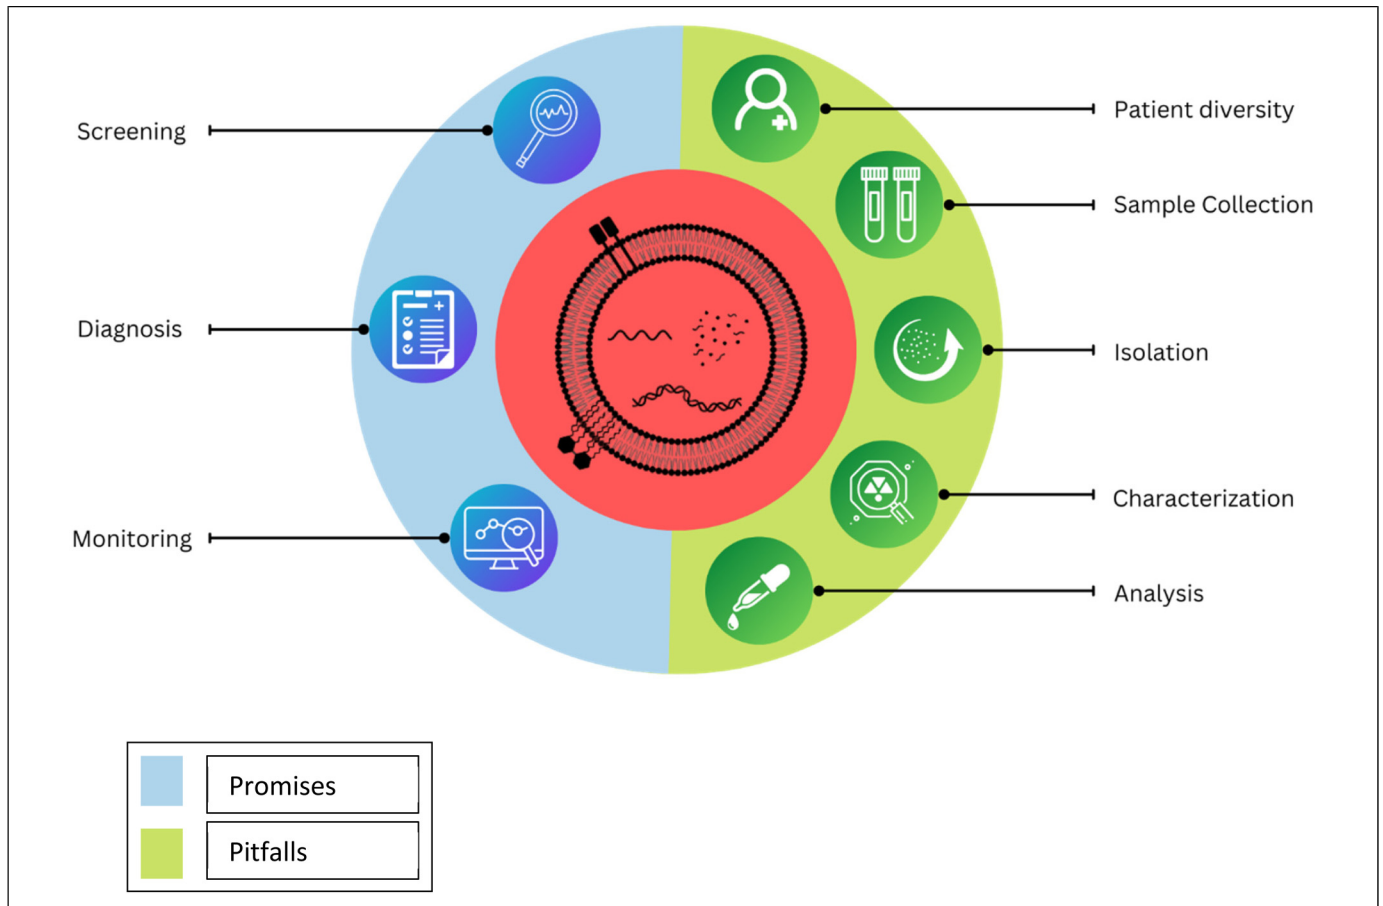 Screening
Diagnosis
Monitoring
Patient diversity
Sample Collection
Isolation
Characterization
Analysis
Promises
Pitfalls